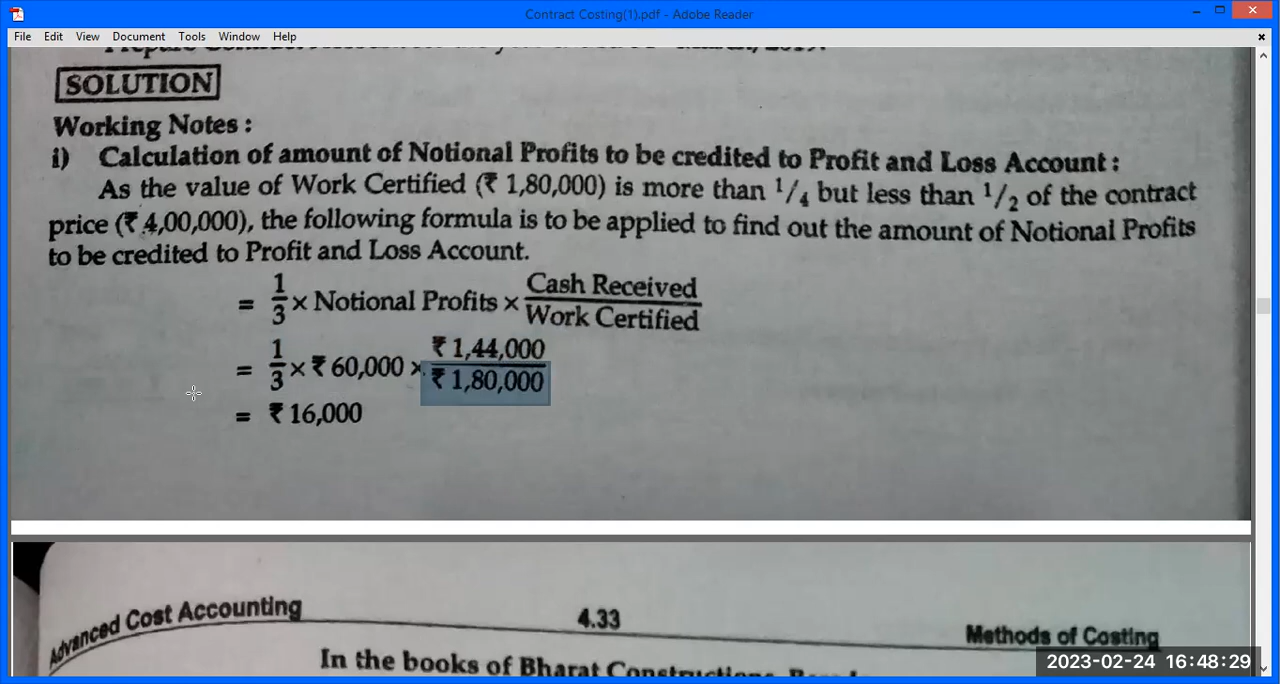 Contract Costing(1).pdf - Adobe Reader
File Edit View Document Tools Window Help
SOLUTION
Working Notes :
i) Calculation of amount of Notional Profits to be credited to Profit and Loss Account :
As the value of Work Certified (₹ 1,80,000) is more than 1/4 but less than 1/2 of the contract
price (₹ 4,00,000), the following formula is to be applied to find out the amount of Notional Profits
to be credited to Profit and Loss Account.
= 1/3 × Notional Profits × Cash Received / Work Certified
= 1/3 × ₹ 60,000 × ₹ 1,44,000 / ₹ 1,80,000
= ₹ 16,000
Advanced Cost Accounting 4.33 Methods of Costing
In the books of Bharat
2023-02-24 16:48:29